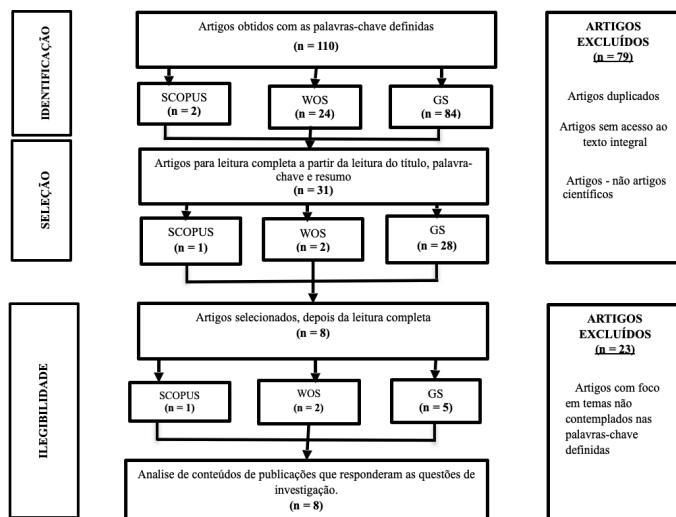 IDENTIFICAÇÃO
Artigos obtidos com as palavras-chave definidas
(n = 110)
SCOPUS
(n = 2)
WOS
(n = 24)
GS
(n = 84)
ARTIGOS
EXCLUÍDOS
(n = 79)
Artigos duplicados
Artigos sem acesso ao
texto integral
Artigos - não artigos
científicos
SELEÇÃO
Artigos para leitura completa a partir da leitura do título, palavra-
chave e resumo
(n = 31)
SCOPUS
(n = 1)
WOS
(n = 2)
GS
(n = 28)
ILEGIBILIDADE
Artigos selecionados, depois da leitura completa
(n = 8)
SCOPUS
(n = 1)
WOS
(n = 2)
GS
(n = 5)
ARTIGOS
EXCLUÍDOS
(n = 23)
Artigos com foco
em temas não
contemplados nas
palavras-chave
definidas
Analise de conteúdos de publicações que responderam as questões de
investigação.
(n = 8)